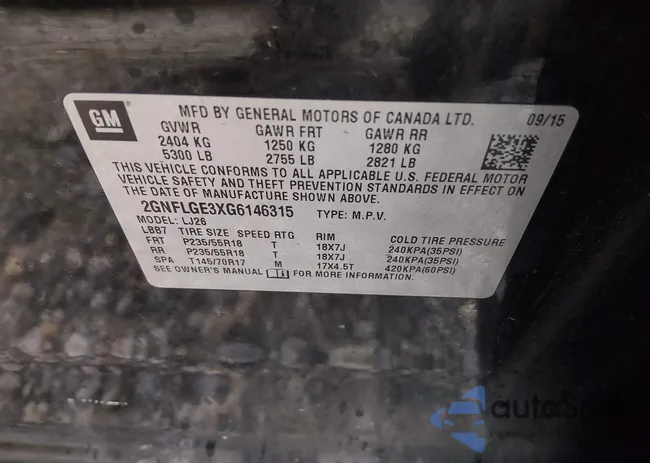 GM
MFD BY GENERAL MOTORS OF CANADA LTD. 09/15
GVWR GAWR FRT GAWR RR
2404 KG 1250 KG 1280 KG
5300 LB 2755 LB 2821 LB
THIS VEHICLE CONFORMS TO ALL APPLICABLE U.S. FEDERAL MOTOR
VEHICLE SAFETY AND THEFT PREVENTION STANDARDS IN EFFECT ON
THE DATE OF MANUFACTURE SHOWN ABOVE.
2GNFLGE3XG6146315 TYPE: M.P.V.
MODEL: LJ26
LBB7 TIRE SIZE SPEED RTG RIM COLD TIRE PRESSURE
FRT P235/55R18 T 18X7J 240KPA(35PSI)
RR P235/55R18 T 18X7J 240KPA(35PSI)
SPA T145/70R17 M 17X4.5T 420KPA(60PSI)
SEE OWNER'S MANUAL FOR MORE INFORMATION.